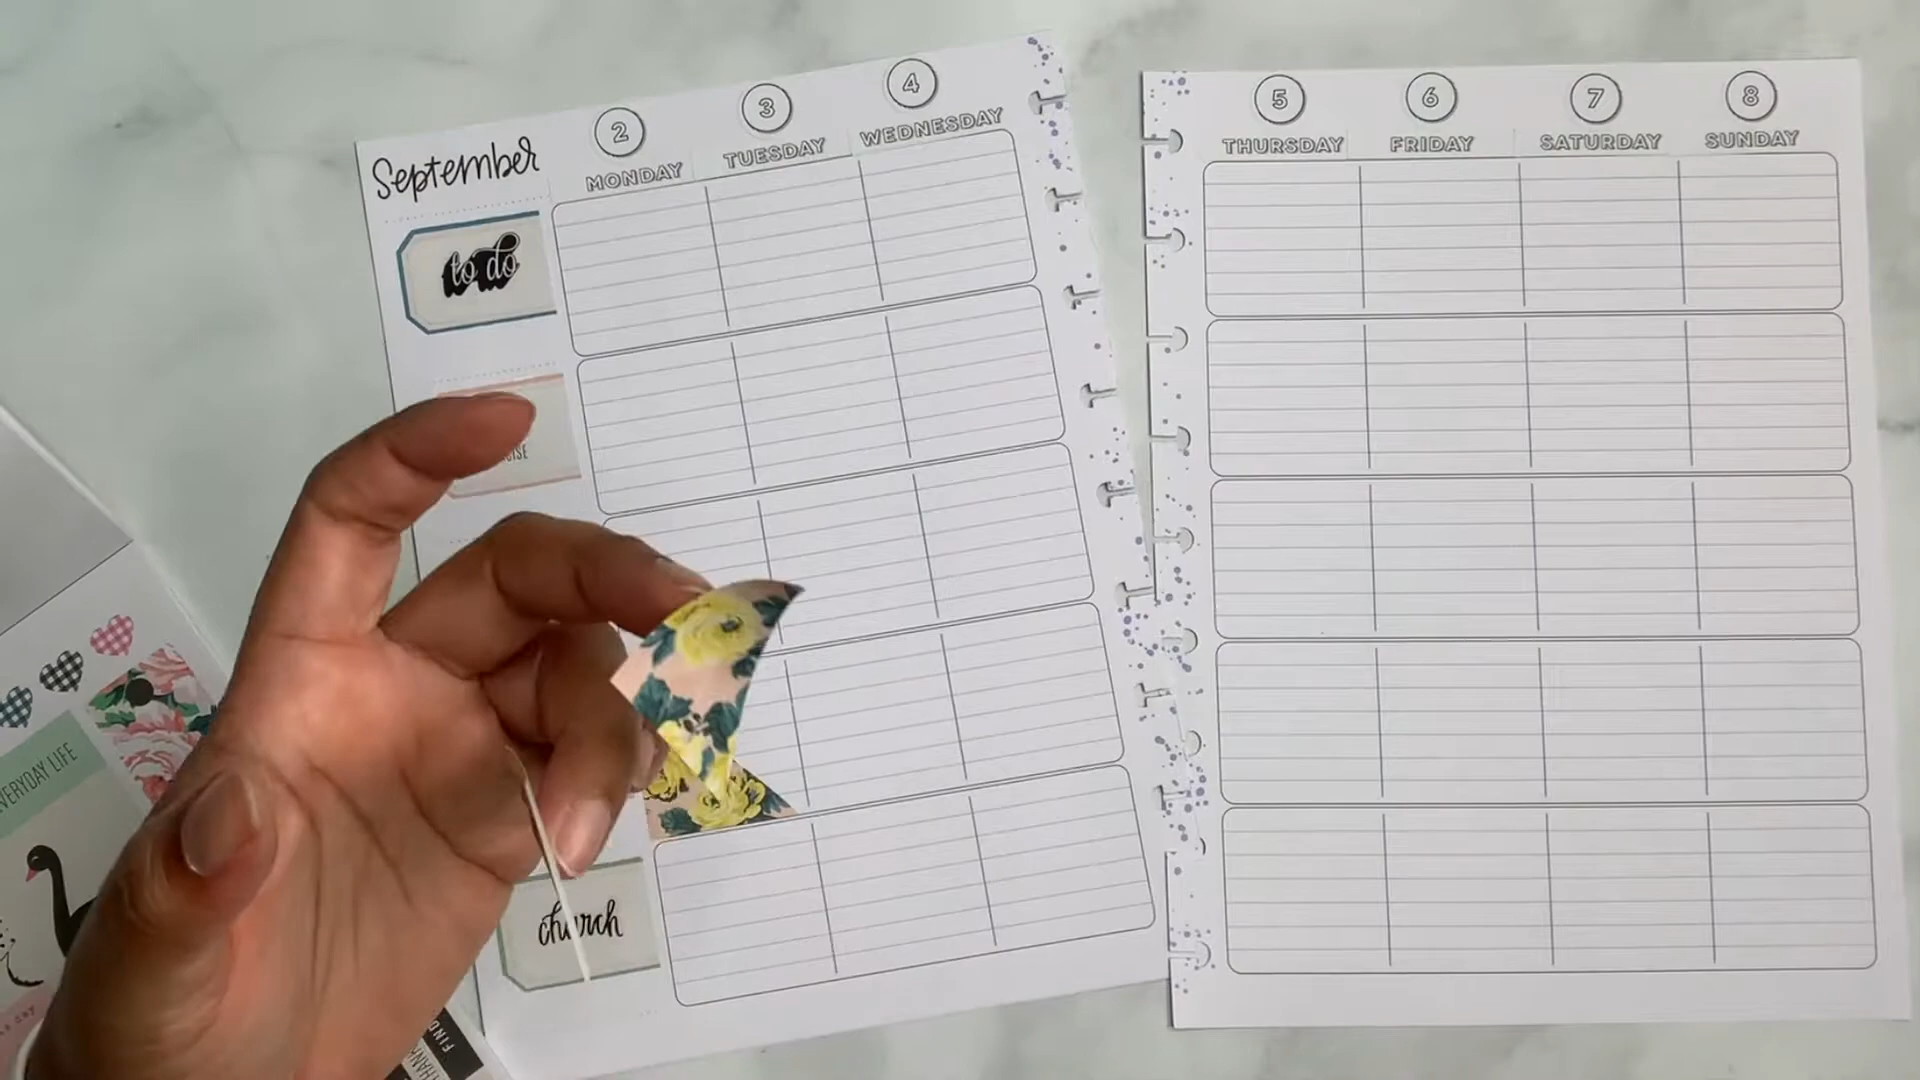 September
2 3 4
MONDAY TUESDAY WEDNESDAY
5 6 7 8
THURSDAY FRIDAY SATURDAY SUNDAY
to do
church
EVERYDAY LIFE